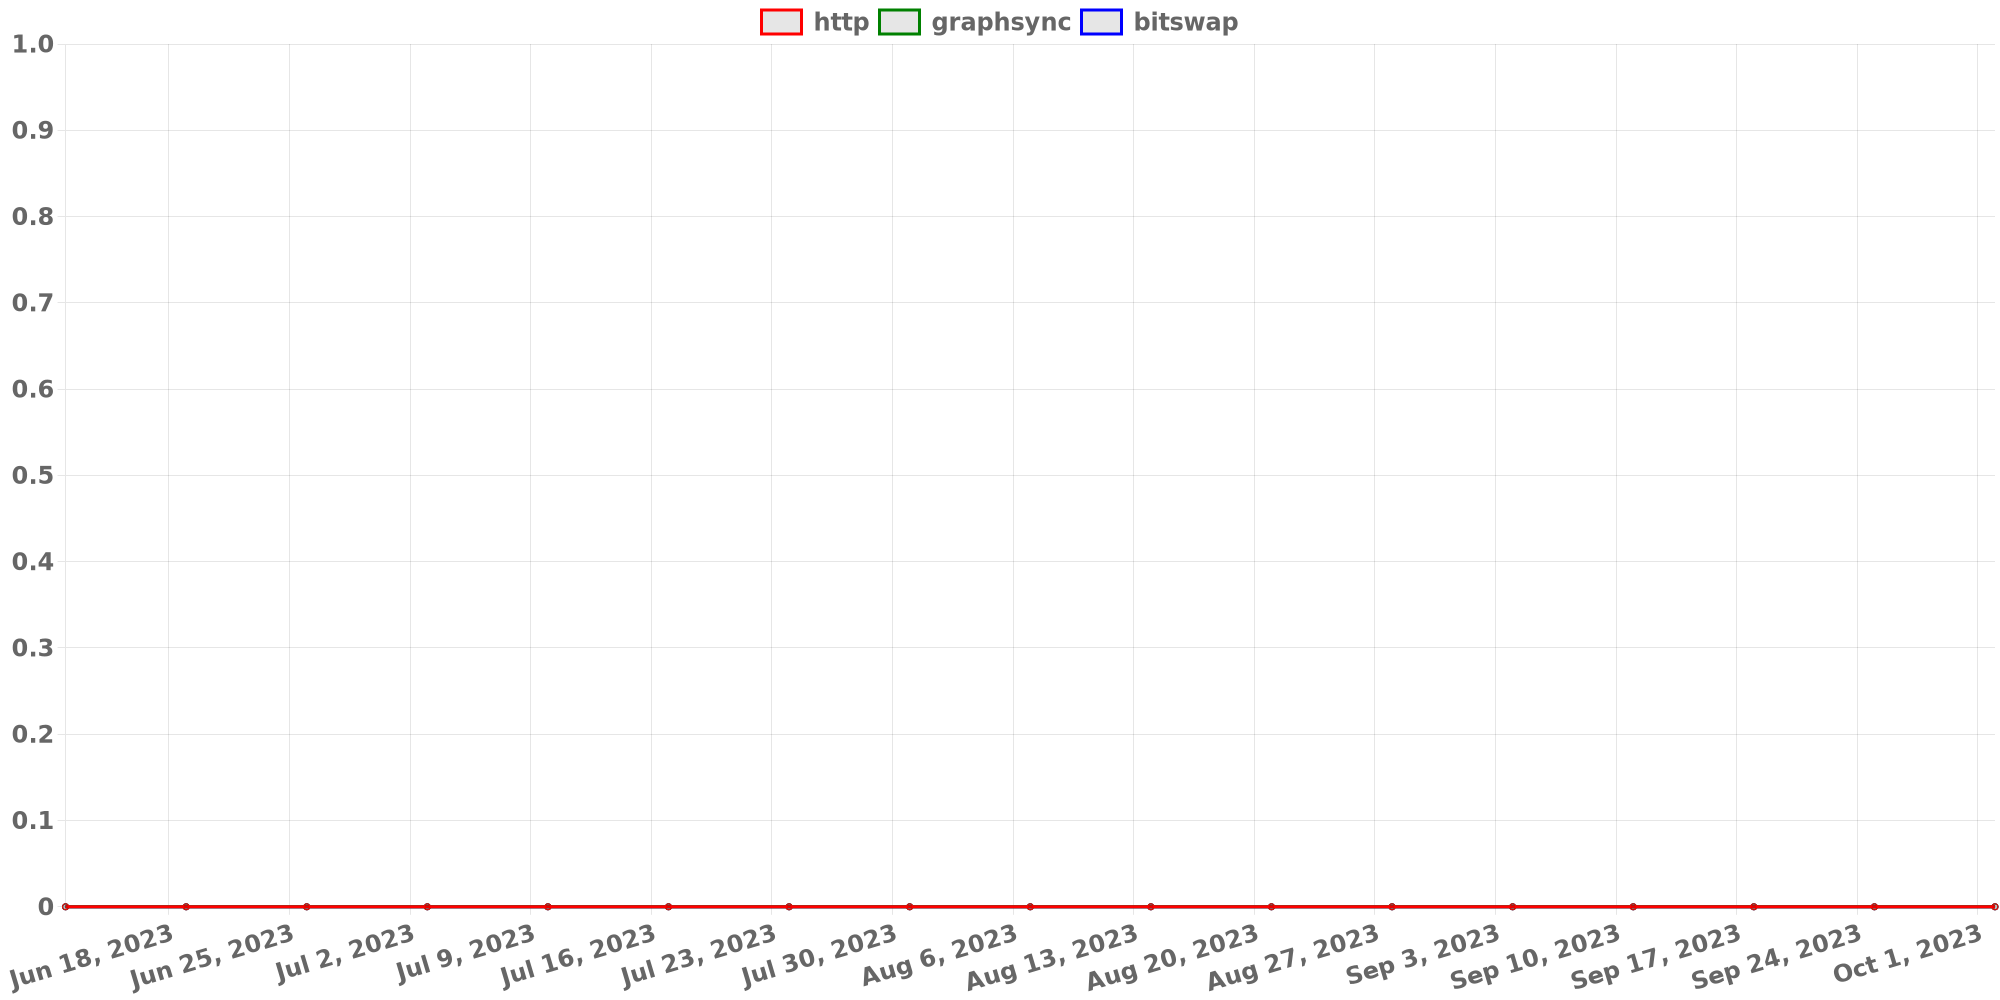 http graphsync bitswap
1.0
0.9
0.8
0.7
0.6
0.5
0.4
0.3
0.2
0.1
0
Jun 18, 2023
Jun 25, 2023
Jul 2, 2023
Jul 9, 2023
Jul 16, 2023
Jul 23, 2023
Jul 30, 2023
Aug 6, 2023
Aug 13, 2023
Aug 20, 2023
Aug 27, 2023
Sep 3, 2023
Sep 10, 2023
Sep 17, 2023
Sep 24, 2023
Oct 1, 2023